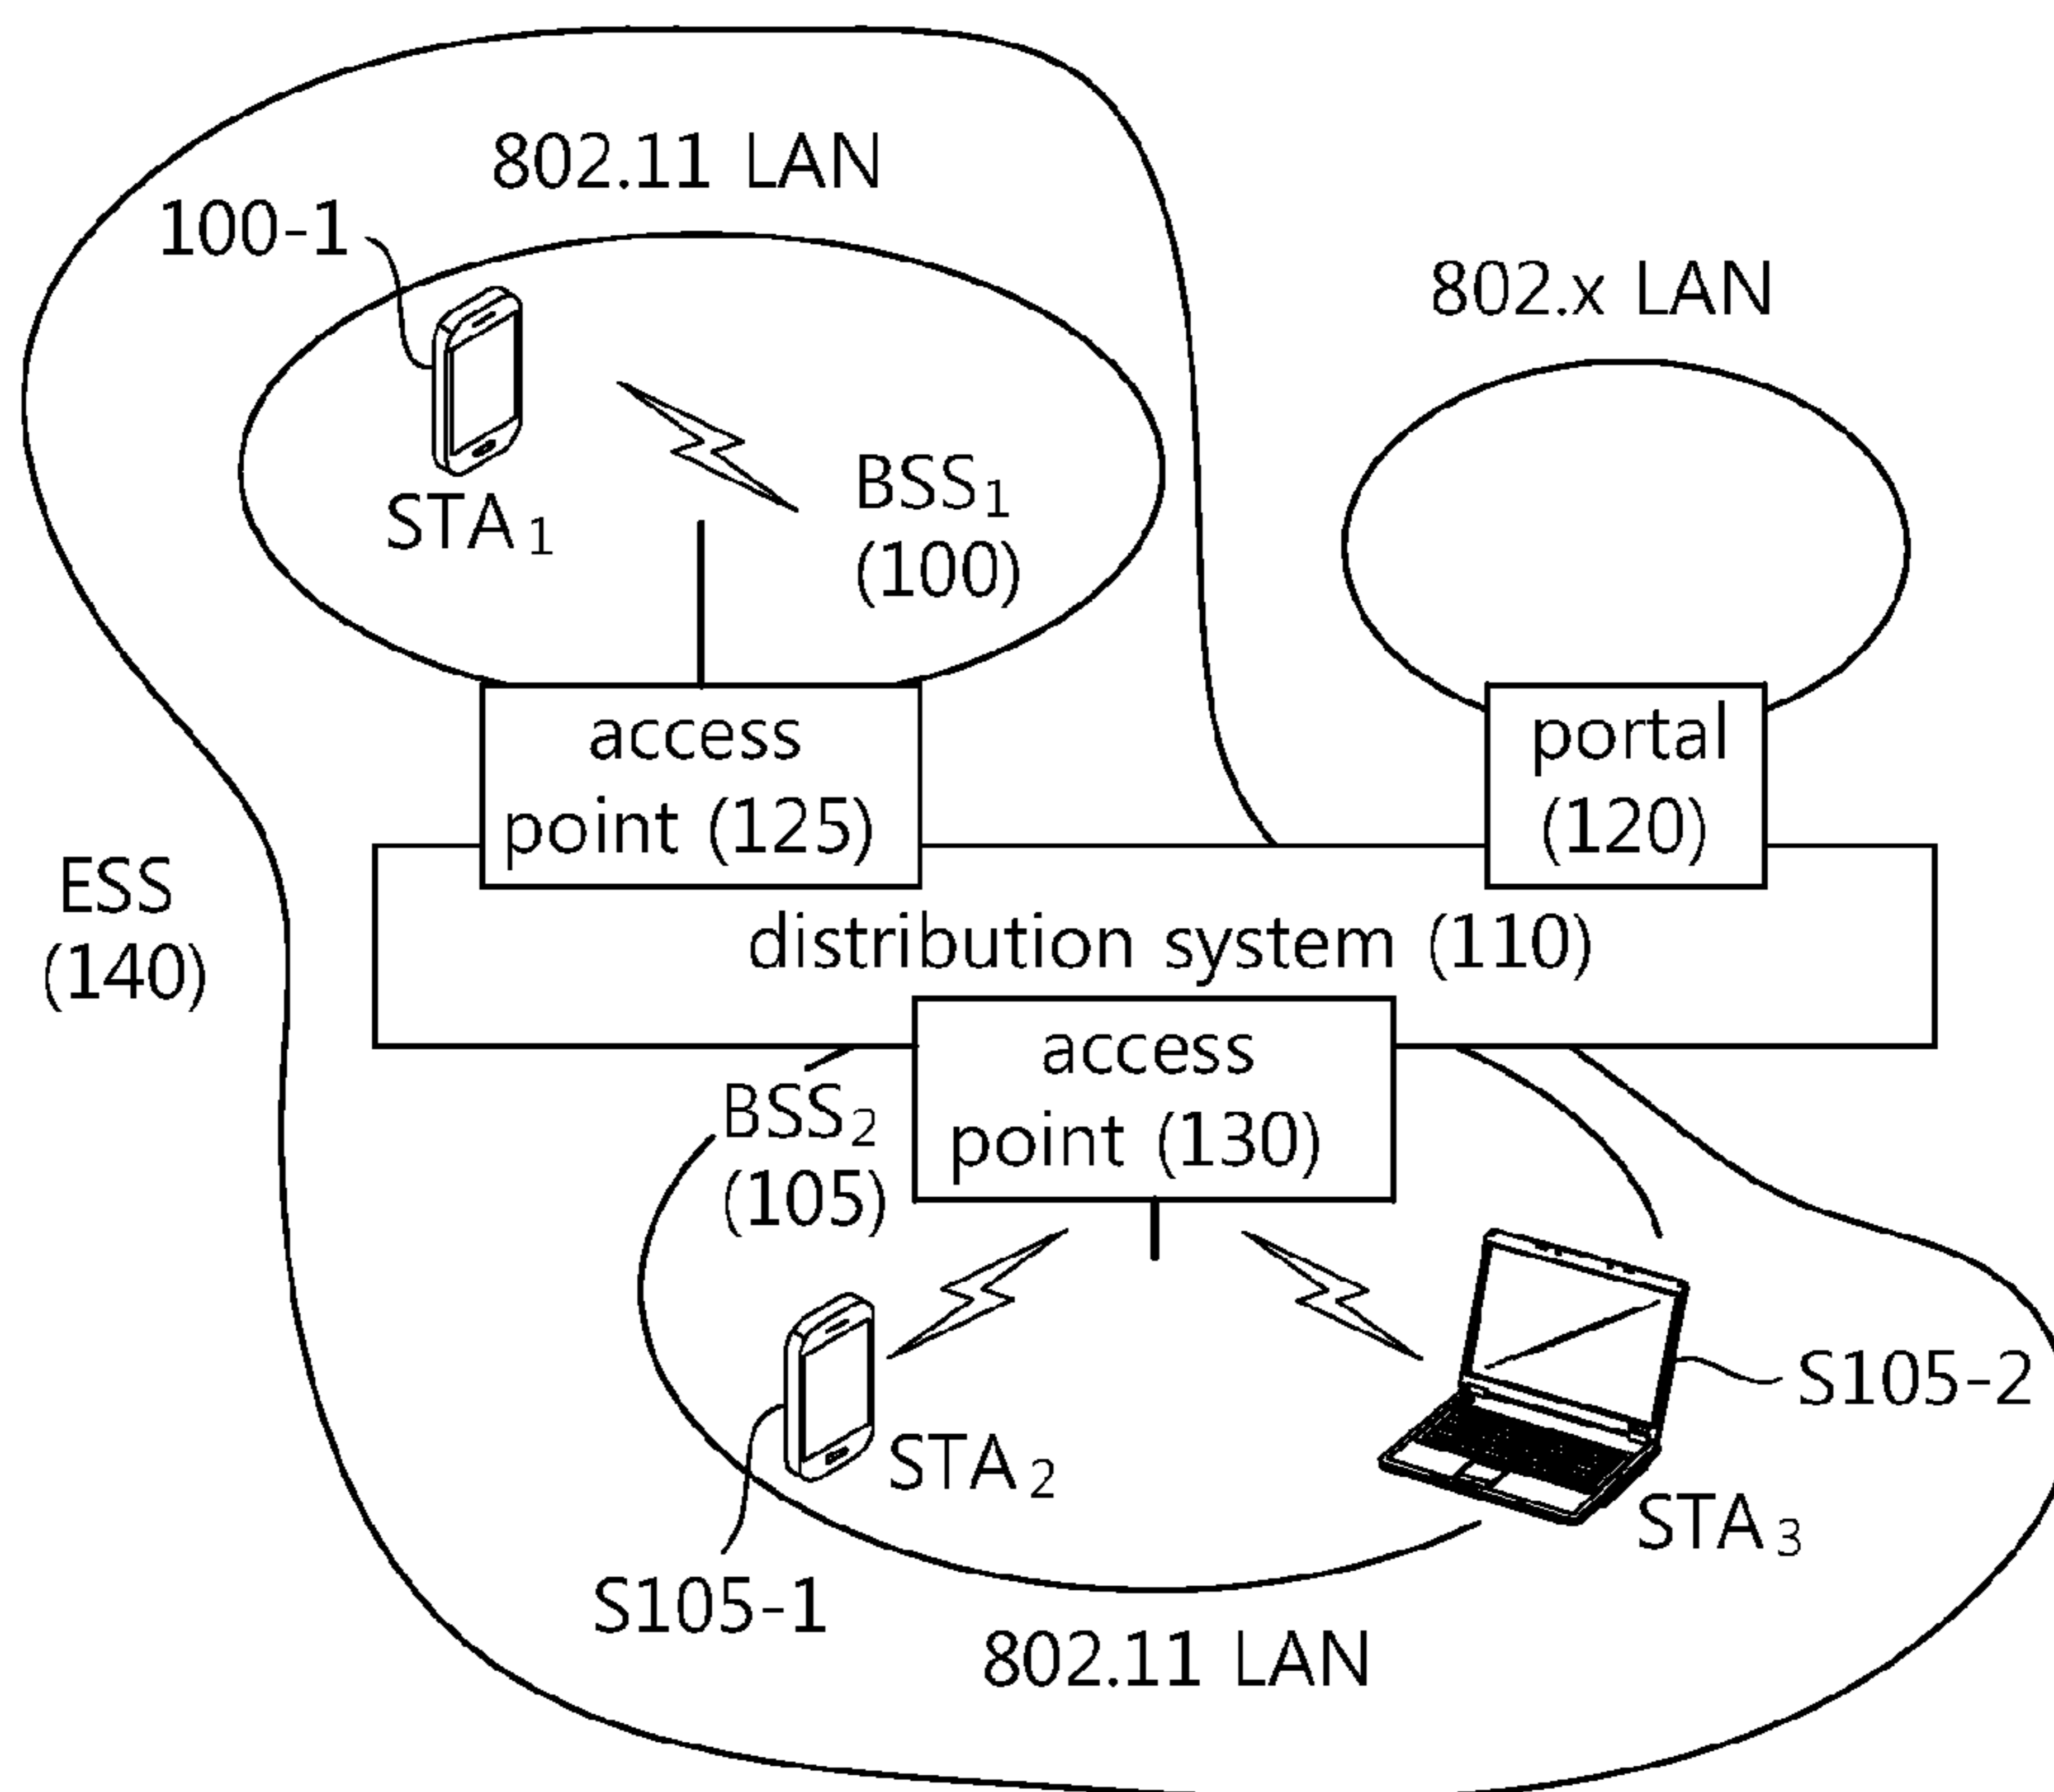 802.11 LAN
100-1
802.x LAN
STA1
BSS1
(100)
access
point (125)
portal
(120)
ESS
(140)
distribution system (110)
BSS2
(105)
access
point (130)
S105-2
STA2
STA3
S105-1
802.11 LAN